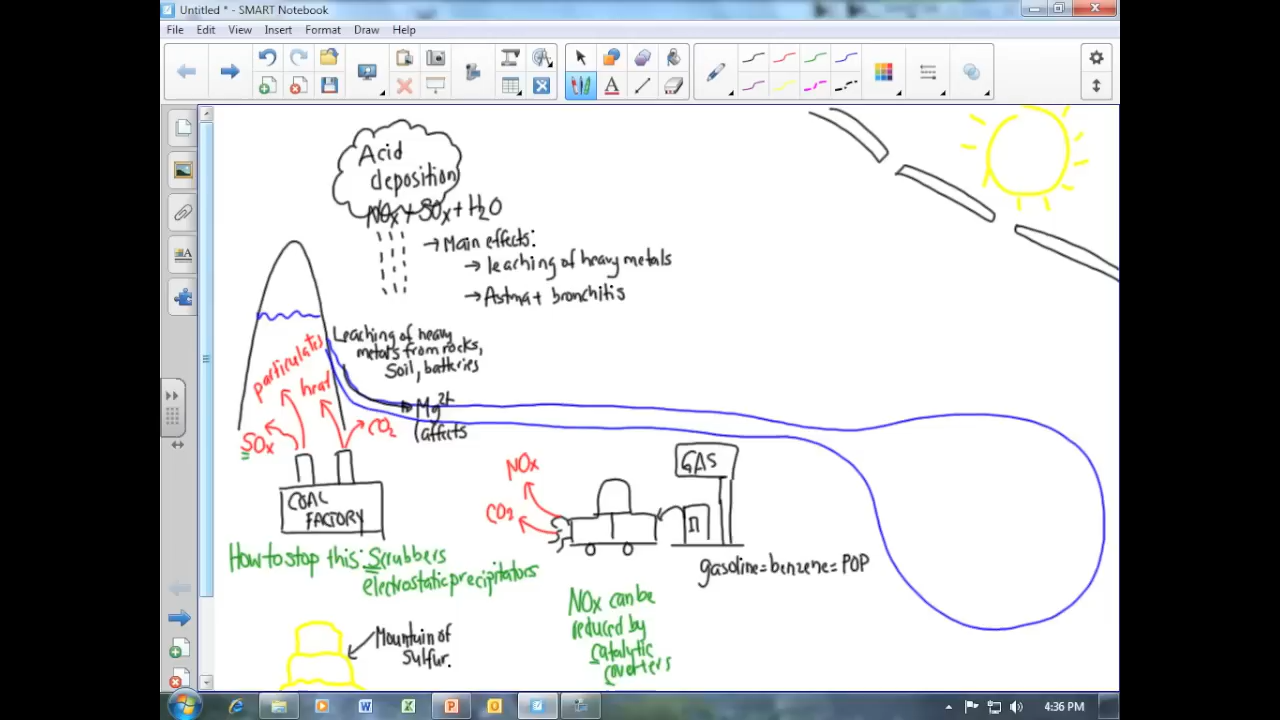 Untitled * - SMART Notebook
File Edit View Insert Format Draw Help
Acid
deposition
NOx + SOx + H2O
→ Main effects:
→ leaching of heavy metals
→ Astma + bronchitis
Leaching of heavy
metals from rocks,
Soil, batteries
particulates
heat
Mg2+
(affects
SOx
CO2
COAL
FACTORY
NOx
CO2
GAS
gasoline = benzene = POP
How to stop this: Scrubbers
electrostatic precipitators
NOx can be
reduced by
catalytic
coverters
Mountain of
Sulfur.
4:36 PM